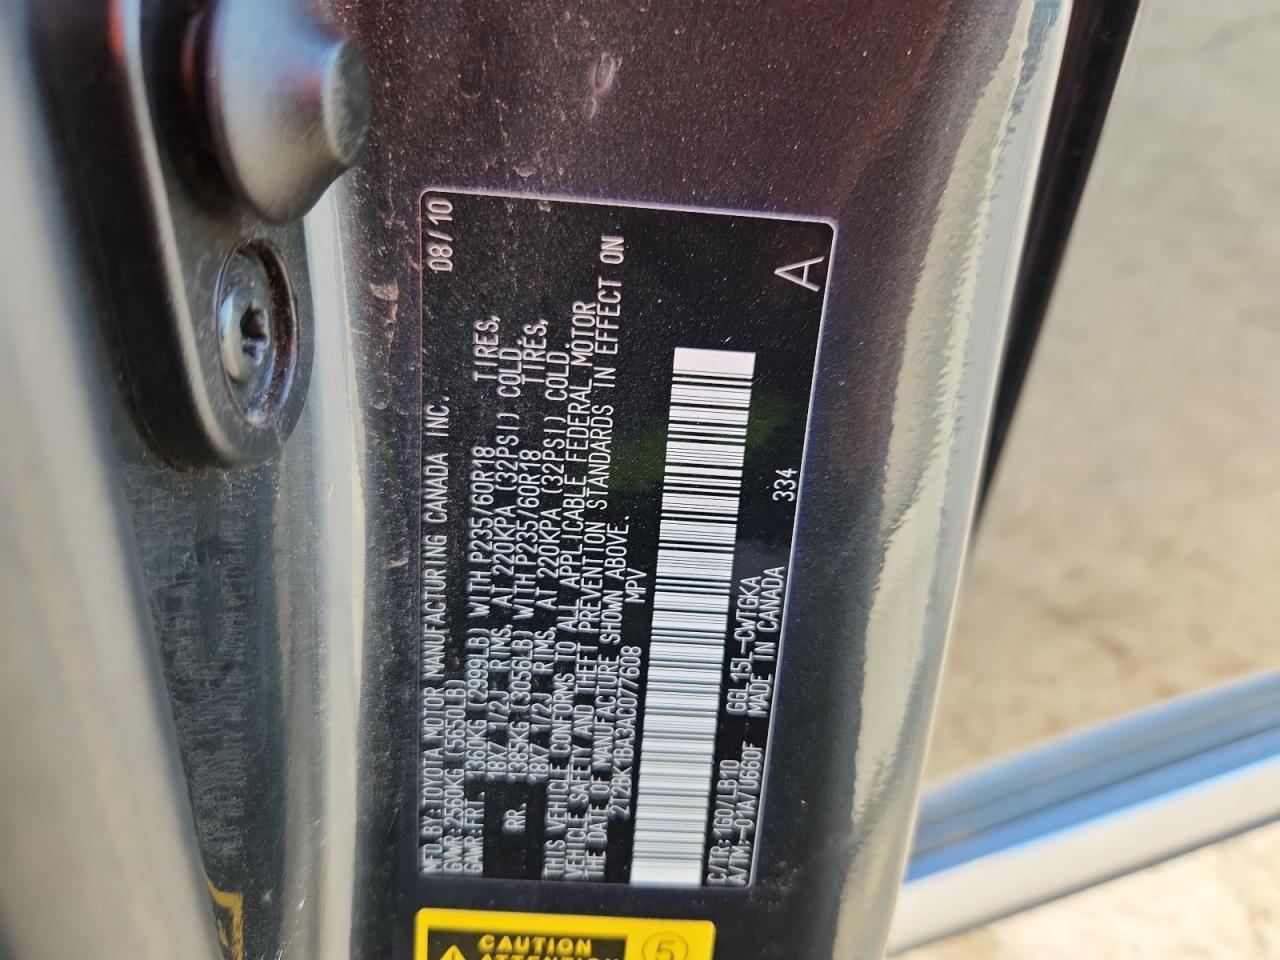 MFD.BY:TOYOTA MOTOR MANUFACTURING CANADA INC. 08/10
GVWR:2560KG (5650LB)
GAWR:FRT. 1360KG (2999LB) WITH P235/60R18 TIRES,
18X7 1/2J RIMS, AT 220KPA (32PSI) COLD
RR. 1385KG (3056LB) WITH P235/60R18 TIRES,
18X7 1/2J RIMS, AT 220KPA (32PSI) COLD
THIS VEHICLE CONFORMS TO ALL APPLICABLE FEDERAL MOTOR
VEHICLE SAFETY AND THEFT PREVENTION STANDARDS IN EFFECT ON
THE DATE OF MANUFACTURE SHOWN ABOVE.
2T2BK1BA3AC077608 MPV
C/TR:1G0/LB10 GGL15L-CWTGKA
A/TM:-01A/U660F MADE IN CANADA 334 A
CAUTION
ATTENTION
5